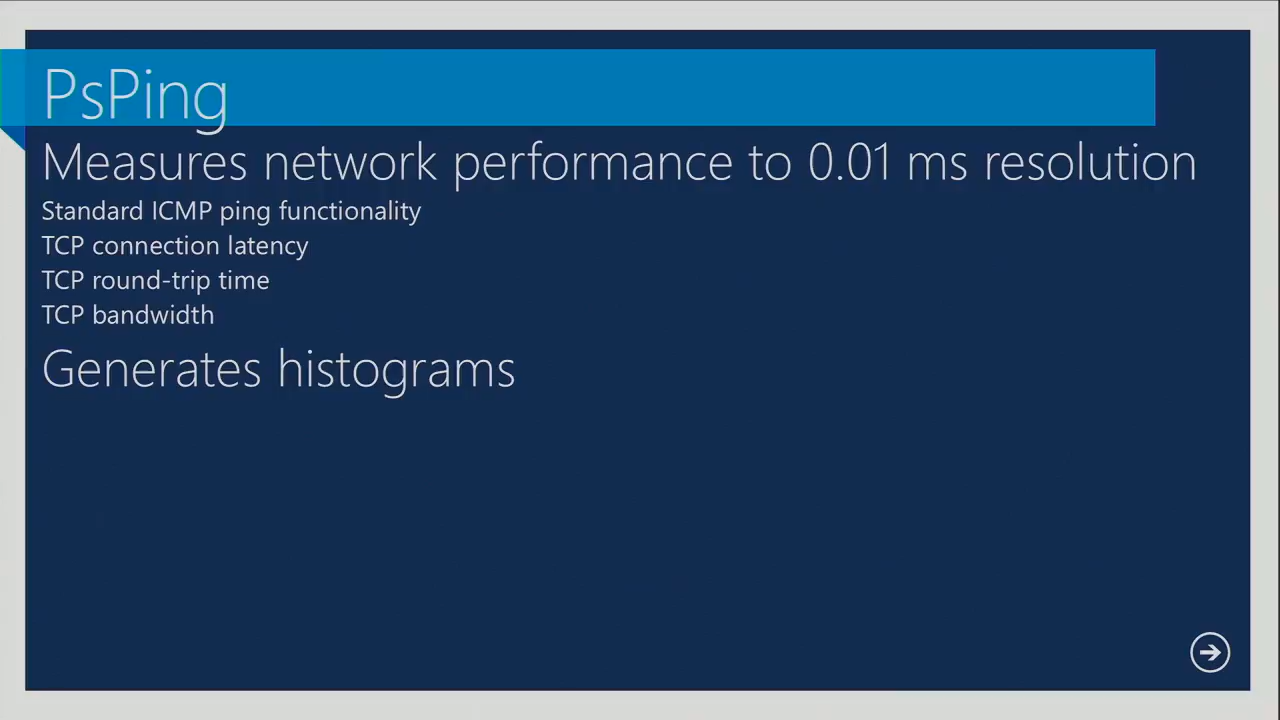 PsPing
Measures network performance to 0.01 ms resolution
Standard ICMP ping functionality
TCP connection latency
TCP round-trip time
TCP bandwidth
Generates histograms